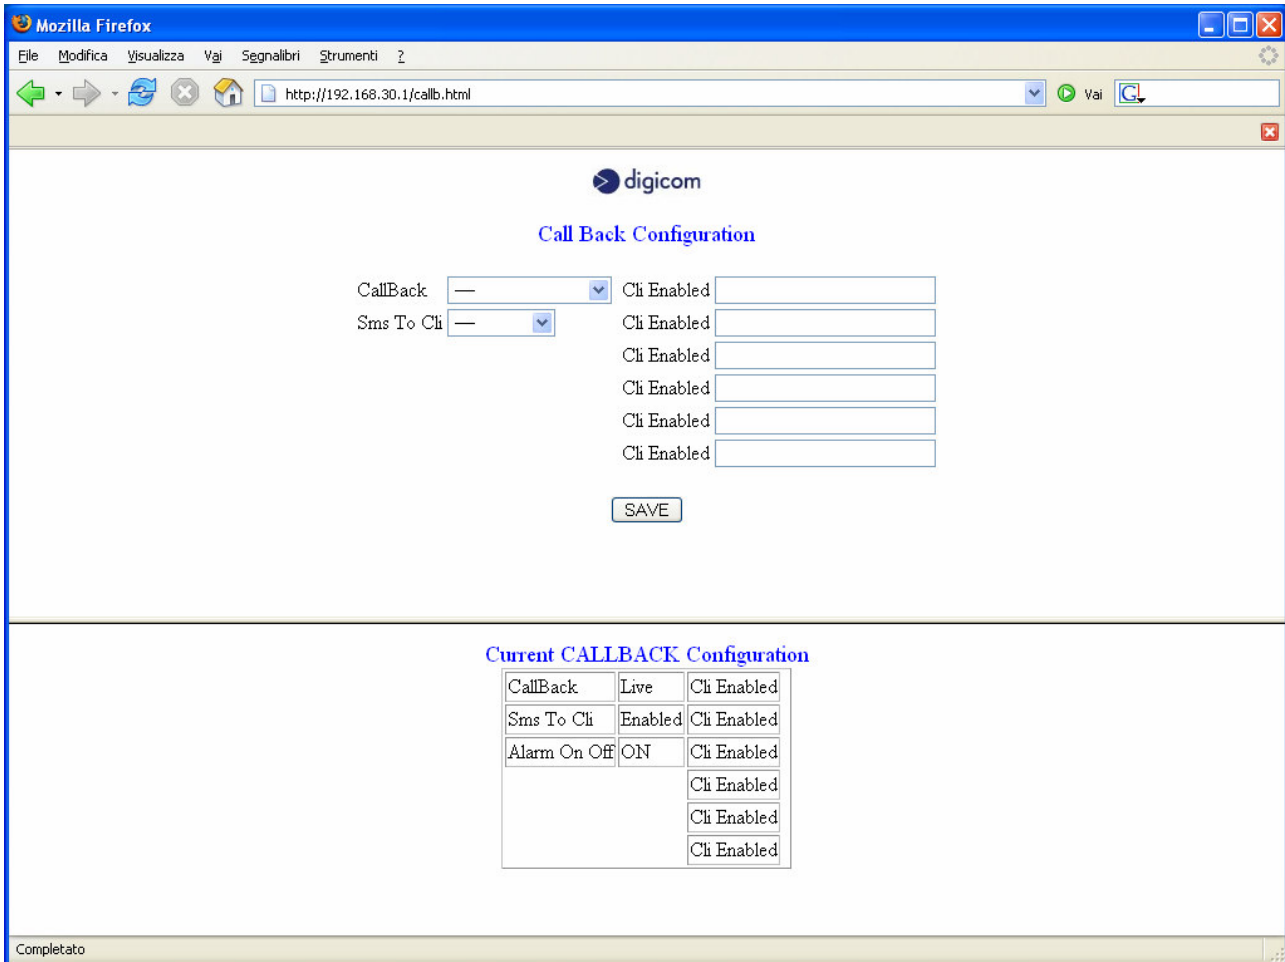 Mozilla Firefox
File Modifica Visualizza Vai Segnalibri Strumenti ?
http://192.168.30.1/callb.html Vai G
digicom
Call Back Configuration
CallBack --- Cli Enabled
Sms To Cli --- Cli Enabled
Cli Enabled
Cli Enabled
Cli Enabled
Cli Enabled
SAVE
Current CALLBACK Configuration
CallBack Live Cli Enabled
Sms To Cli Enabled Cli Enabled
Alarm On Off ON Cli Enabled
Cli Enabled
Cli Enabled
Cli Enabled
Completato